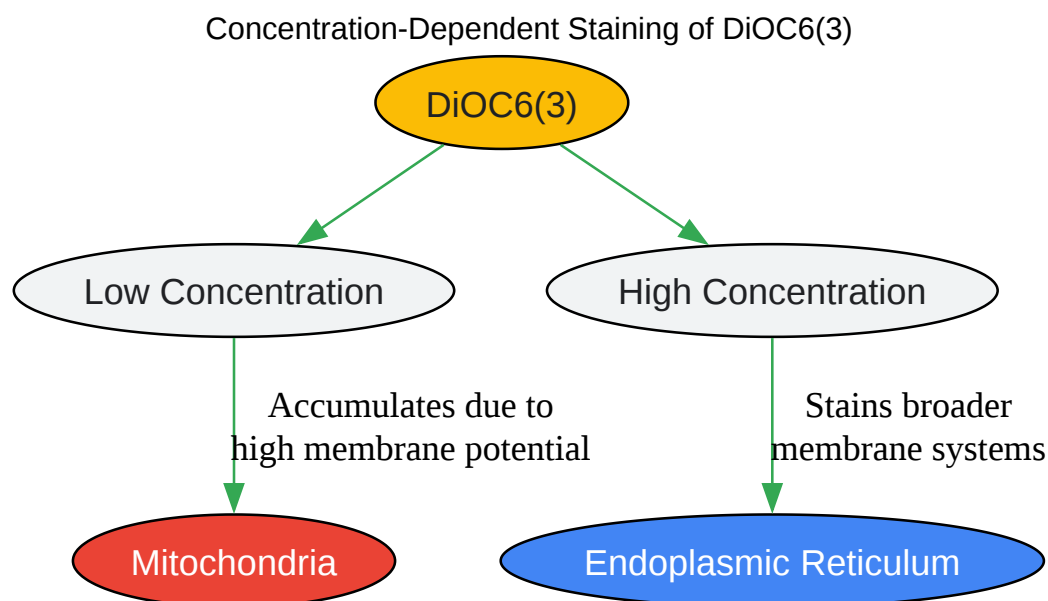 Concentration-Dependent Staining of DiOC6(3)
DiOC6(3)
Low Concentration
High Concentration
Accumulates due to
high membrane potential
Stains broader
membrane systems
Mitochondria
Endoplasmic Reticulum